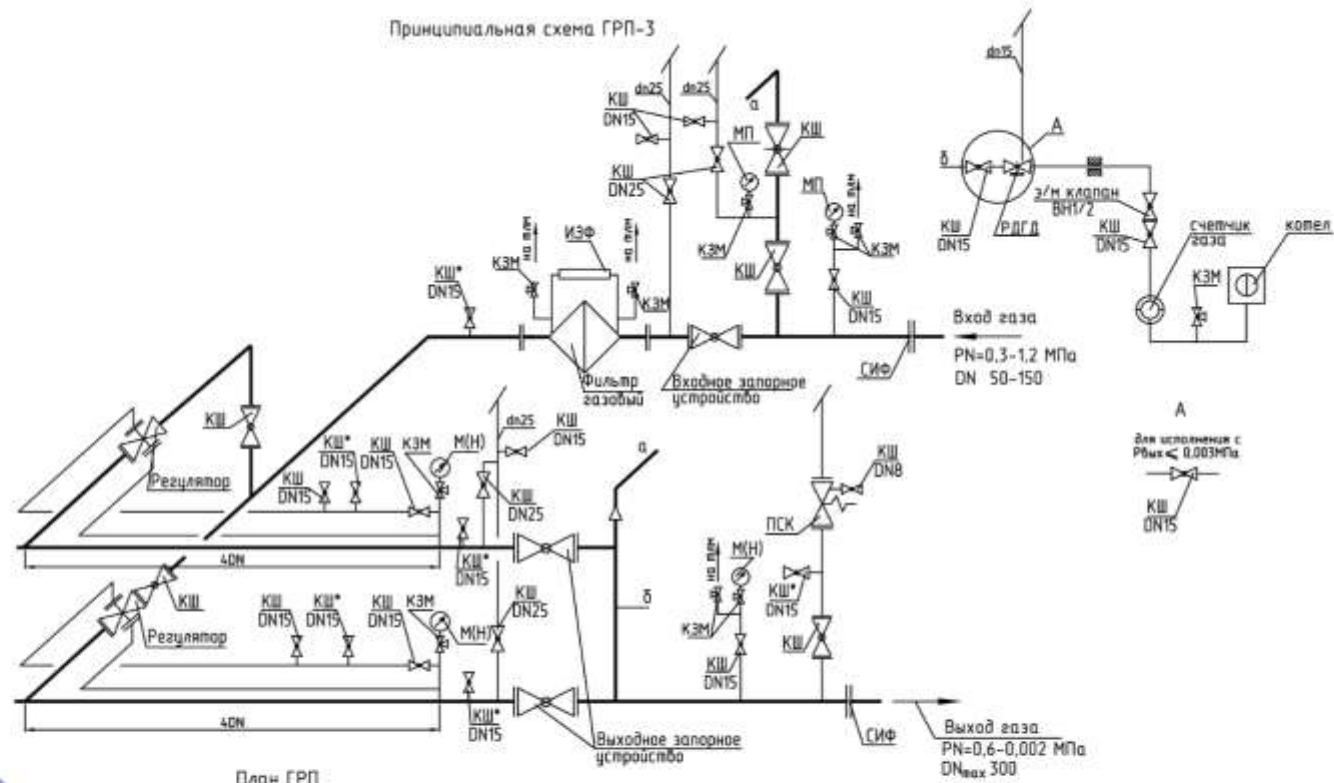 Принципиальная схема ГРП-3
dn25
dn25
а
КШ
DN15
МП
КШ
КШ
DN25
МП
на тлм
КЗМ
КЗМ
КШ
КШ
DN15
на тлм
ИЗФ
на тлм
КЗМ
КЗМ
КШ*
DN15
Фильтр
газовый
Входное запорное
устройство
СИФ
Вход газа
PN=0,3-1,2 МПа
DN 50-150
dn15
А
б
КШ
DN15
РДГД
э/м клапан
ВН1/2
КШ
DN15
счетчик
газа
котел
КЗМ
А
для исполнения с
Рвых⩽ 0,003МПа
КШ
DN15
КШ
Регулятор
КШ
DN15
КШ*
DN15
КШ
DN15
КЗМ
М(Н)
dn25
КШ
DN15
КШ
DN25
а
КШ*
DN15
4DN
КШ
DN8
ПСК
КШ
Регулятор
КШ
DN15
КШ*
DN15
КШ
DN15
КЗМ
М(Н)
КШ
DN25
б
на тлм
М(Н)
КЗМ
КШ
DN15
КШ*
DN15
КШ
4DN
КШ*
DN15
Выходное запорное
устройство
СИФ
Выход газа
PN=0,6-0,002 МПа
DNmax 300
План ГРП